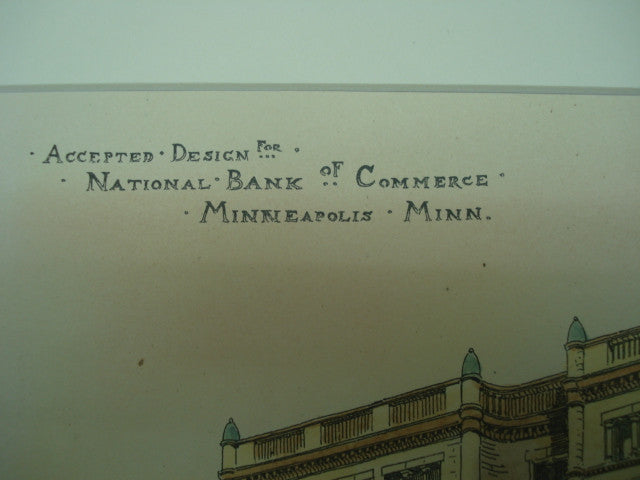 · Accepted · Design For ·
· National · Bank of Commerce ·
· Minneapolis · Minn.